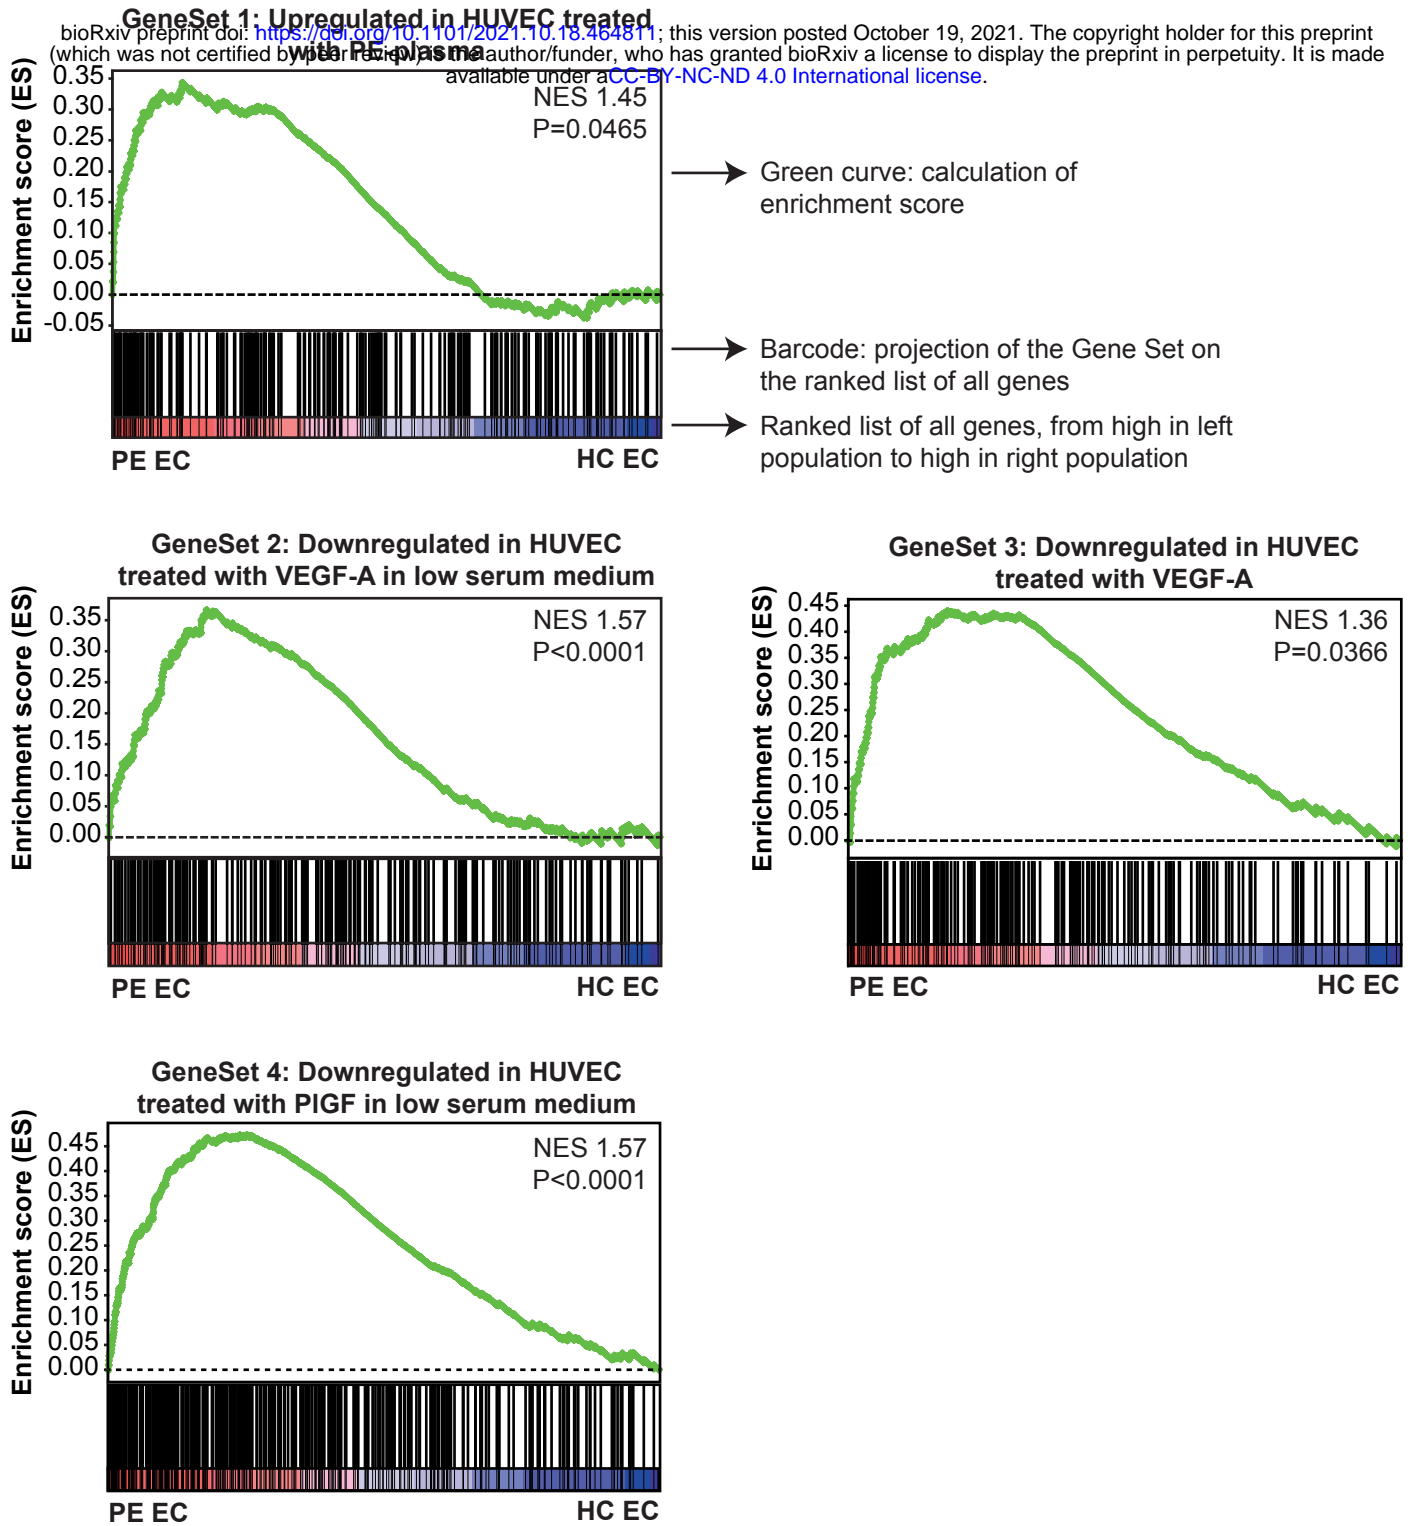 GeneSet 1: Upregulated in HUVEC treated
with PE-plasma
bioRxiv preprint doi: https://doi.org/10.1101/2021.10.18.464811; this version posted October 19, 2021. The copyright holder for this preprint
(which was not certified by peer review) is the author/funder, who has granted bioRxiv a license to display the preprint in perpetuity. It is made
available under aCC-BY-NC-ND 4.0 International license.
Enrichment score (ES)
0.35
0.30
0.25
0.20
0.15
0.10
0.05
0.00
-0.05
NES 1.45
P=0.0465
PE EC
HC EC
Green curve: calculation of
enrichment score
Barcode: projection of the Gene Set on
the ranked list of all genes
Ranked list of all genes, from high in left
population to high in right population
GeneSet 2: Downregulated in HUVEC
treated with VEGF-A in low serum medium
Enrichment score (ES)
0.35
0.30
0.25
0.20
0.15
0.10
0.05
0.00
NES 1.57
P<0.0001
PE EC
HC EC
GeneSet 3: Downregulated in HUVEC
treated with VEGF-A
Enrichment score (ES)
0.45
0.40
0.35
0.30
0.25
0.20
0.15
0.10
0.05
0.00
NES 1.36
P=0.0366
PE EC
HC EC
GeneSet 4: Downregulated in HUVEC
treated with PlGF in low serum medium
Enrichment score (ES)
0.45
0.40
0.35
0.30
0.25
0.20
0.15
0.10
0.05
0.00
NES 1.57
P<0.0001
PE EC
HC EC